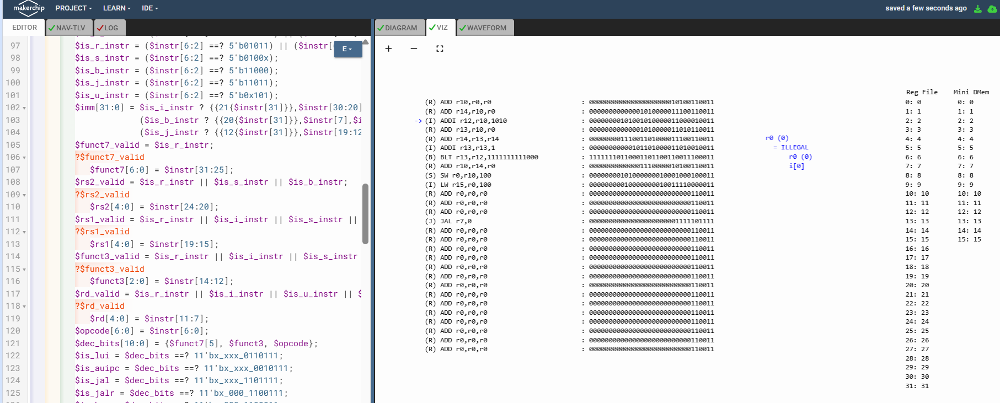 makerchip PROJECT LEARN IDE saved a few seconds ago
EDITOR NAV-TLV LOG DIAGRAM VIZ WAVEFORM
E
97 $is_r_instr = ($instr[6:2] ==? 5'b01011) || ($instr[
98 $is_s_instr = ($instr[6:2] ==? 5'b0100x);
99 $is_b_instr = ($instr[6:2] ==? 5'b11000);
100 $is_j_instr = ($instr[6:2] ==? 5'b11011);
101 $is_u_instr = ($instr[6:2] ==? 5'b0x101);
102 $imm[31:0] = $is_i_instr ? {{21{$instr[31]}},$instr[30:20]
103 ($is_b_instr ? {{20{$instr[31]}},$instr[7],$i
104 ($is_j_instr ? {{12{$instr[31]}},$instr[19:12
105 $funct7_valid = $is_r_instr;
106 ?$funct7_valid
107 $funct7[6:0] = $instr[31:25];
108 $rs2_valid = $is_r_instr || $is_s_instr || $is_b_instr;
109 ?$rs2_valid
110 $rs2[4:0] = $instr[24:20];
111 $rs1_valid = $is_r_instr || $is_i_instr || $is_s_instr ||
112 ?$rs1_valid
113 $rs1[4:0] = $instr[19:15];
114 $funct3_valid = $is_r_instr || $is_i_instr || $is_s_instr
115 ?$funct3_valid
116 $funct3[2:0] = $instr[14:12];
117 $rd_valid = $is_r_instr || $is_i_instr || $is_u_instr || $
118 ?$rd_valid
119 $rd[4:0] = $instr[11:7];
120 $opcode[6:0] = $instr[6:0];
121 $dec_bits[10:0] = {$funct7[5], $funct3, $opcode};
122 $is_lui = $dec_bits ==? 11'bx_xxx_0110111;
123 $is_auipc = $dec_bits ==? 11'bx_xxx_0010111;
124 $is_jal = $dec_bits ==? 11'bx_xxx_1101111;
125 $is_jalr = $dec_bits ==? 11'bx_000_1100111;
+ −
(R) ADD r10,r0,r0 : 00000000000000000000010100110011
(R) ADD r14,r10,r0 : 00000000000001010000011100110011
-> (I) ADDI r12,r10,1010 : 00000000101001010000011000010011
(R) ADD r13,r10,r0 : 00000000000001010000011010110011
(R) ADD r14,r13,r14 : 00000000111001101000011100110011
(I) ADDI r13,r13,1 : 00000000000101101000011010010011
(B) BLT r13,r12,1111111111000 : 11111110110001101100110011100011
(R) ADD r10,r14,r0 : 00000000000001110000010100110011
(S) SW r0,r10,100 : 00000000101000000010001000100011
(I) LW r15,r0,100 : 00000000010000000010011110000011
(R) ADD r0,r0,r0 : 00000000000000000000000000110011
(R) ADD r0,r0,r0 : 00000000000000000000000000110011
(R) ADD r0,r0,r0 : 00000000000000000000000000110011
(J) JAL r7,0 : 00000000000000000000001111101111
(R) ADD r0,r0,r0 : 00000000000000000000000000110011
(R) ADD r0,r0,r0 : 00000000000000000000000000110011
(R) ADD r0,r0,r0 : 00000000000000000000000000110011
(R) ADD r0,r0,r0 : 00000000000000000000000000110011
(R) ADD r0,r0,r0 : 00000000000000000000000000110011
(R) ADD r0,r0,r0 : 00000000000000000000000000110011
(R) ADD r0,r0,r0 : 00000000000000000000000000110011
(R) ADD r0,r0,r0 : 00000000000000000000000000110011
(R) ADD r0,r0,r0 : 00000000000000000000000000110011
(R) ADD r0,r0,r0 : 00000000000000000000000000110011
(R) ADD r0,r0,r0 : 00000000000000000000000000110011
(R) ADD r0,r0,r0 : 00000000000000000000000000110011
(R) ADD r0,r0,r0 : 00000000000000000000000000110011
(R) ADD r0,r0,r0 : 00000000000000000000000000110011
r0 (0)
= ILLEGAL
r0 (0)
i[0]
Reg File Mini DMem
0: 0 0: 0
1: 1 1: 1
2: 2 2: 2
3: 3 3: 3
4: 4 4: 4
5: 5 5: 5
6: 6 6: 6
7: 7 7: 7
8: 8 8: 8
9: 9 9: 9
10: 10 10: 10
11: 11 11: 11
12: 12 12: 12
13: 13 13: 13
14: 14 14: 14
15: 15 15: 15
16: 16
17: 17
18: 18
19: 19
20: 20
21: 21
22: 22
23: 23
24: 24
25: 25
26: 26
27: 27
28: 28
29: 29
30: 30
31: 31